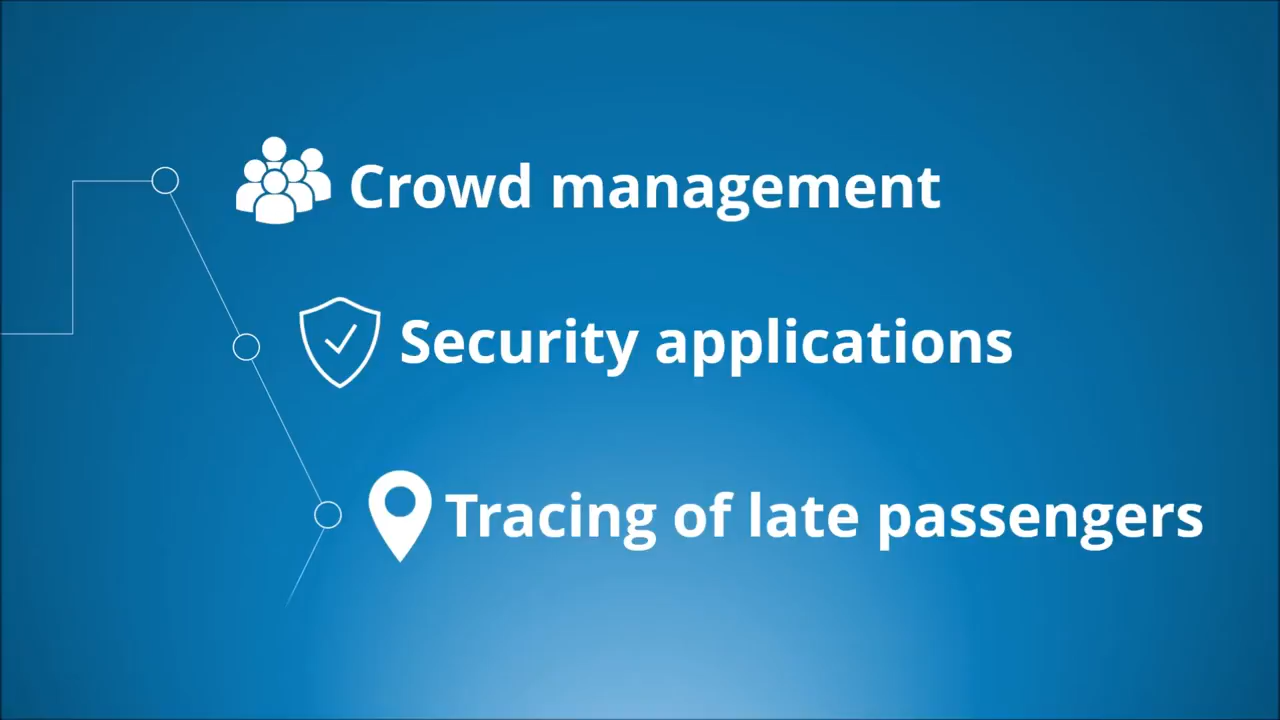 Crowd management
Security applications
Tracing of late passengers